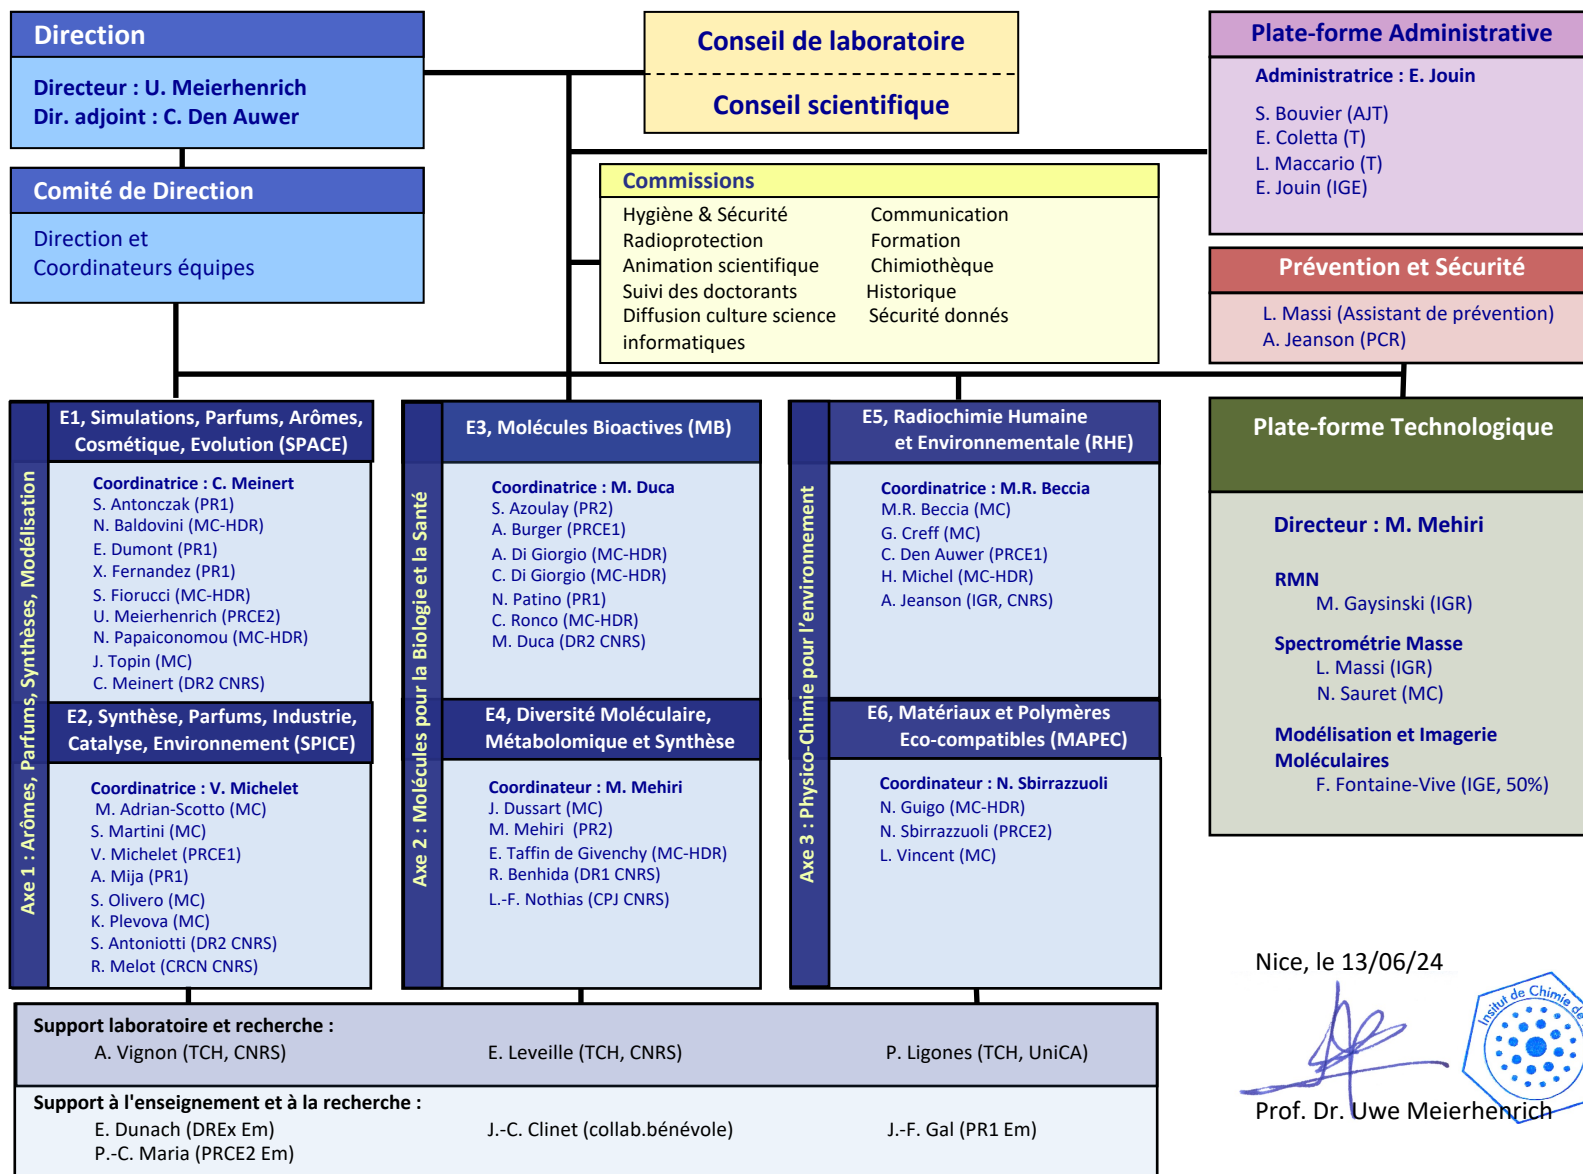 Direction
Directeur : U. Meierhenrich
Dir. adjoint : C. Den Auwer
Comité de Direction
Direction et
Coordinateurs équipes
Conseil de laboratoire
Conseil scientifique
Commissions
Hygiène & Sécurité Communication
Radioprotection Formation
Animation scientifique Chimiothèque
Suivi des doctorants Historique
Diffusion culture science Sécurité donnés
informatiques
Plate-forme Administrative
Administratrice : E. Jouin
S. Bouvier (AJT)
E. Coletta (T)
L. Maccario (T)
E. Jouin (IGE)
Prévention et Sécurité
L. Massi (Assistant de prévention)
A. Jeanson (PCR)
Axe 1 : Arômes, Parfums, Synthèses, Modélisation
E1, Simulations, Parfums, Arômes,
Cosmétique, Evolution (SPACE)
Coordinatrice : C. Meinert
S. Antonczak (PR1)
N. Baldovini (MC-HDR)
E. Dumont (PR1)
X. Fernandez (PR1)
S. Fiorucci (MC-HDR)
U. Meierhenrich (PRCE2)
N. Papaiconomou (MC-HDR)
J. Topin (MC)
C. Meinert (DR2 CNRS)
E2, Synthèse, Parfums, Industrie,
Catalyse, Environnement (SPICE)
Coordinatrice : V. Michelet
M. Adrian-Scotto (MC)
S. Martini (MC)
V. Michelet (PRCE1)
A. Mija (PR1)
S. Olivero (MC)
K. Plevova (MC)
S. Antoniotti (DR2 CNRS)
R. Melot (CRCN CNRS)
Axe 2 : Molécules pour la Biologie et la Santé
E3, Molécules Bioactives (MB)
Coordinatrice : M. Duca
S. Azoulay (PR2)
A. Burger (PRCE1)
A. Di Giorgio (MC-HDR)
C. Di Giorgio (MC-HDR)
N. Patino (PR1)
C. Ronco (MC-HDR)
M. Duca (DR2 CNRS)
E4, Diversité Moléculaire,
Métabolomique et Synthèse
Coordinateur : M. Mehiri
J. Dussart (MC)
M. Mehiri (PR2)
E. Taffin de Givenchy (MC-HDR)
R. Benhida (DR1 CNRS)
L.-F. Nothias (CPJ CNRS)
Axe 3 : Physico-Chimie pour l'environnement
E5, Radiochimie Humaine
et Environnementale (RHE)
Coordinatrice : M.R. Beccia
M.R. Beccia (MC)
G. Creff (MC)
C. Den Auwer (PRCE1)
H. Michel (MC-HDR)
A. Jeanson (IGR, CNRS)
E6, Matériaux et Polymères
Eco-compatibles (MAPEC)
Coordinateur : N. Sbirrazzuoli
N. Guigo (MC-HDR)
N. Sbirrazzuoli (PRCE2)
L. Vincent (MC)
Plate-forme Technologique
Directeur : M. Mehiri
RMN
M. Gaysinski (IGR)
Spectrométrie Masse
L. Massi (IGR)
N. Sauret (MC)
Modélisation et Imagerie
Moléculaires
F. Fontaine-Vive (IGE, 50%)
Support laboratoire et recherche :
A. Vignon (TCH, CNRS) E. Leveille (TCH, CNRS) P. Ligones (TCH, UniCA)
Support à l'enseignement et à la recherche :
E. Dunach (DREx Em) J.-C. Clinet (collab.bénévole) J.-F. Gal (PR1 Em)
P.-C. Maria (PRCE2 Em)
Nice, le 13/06/24
Institut de Chimie de
Prof. Dr. Uwe Meierhenrich